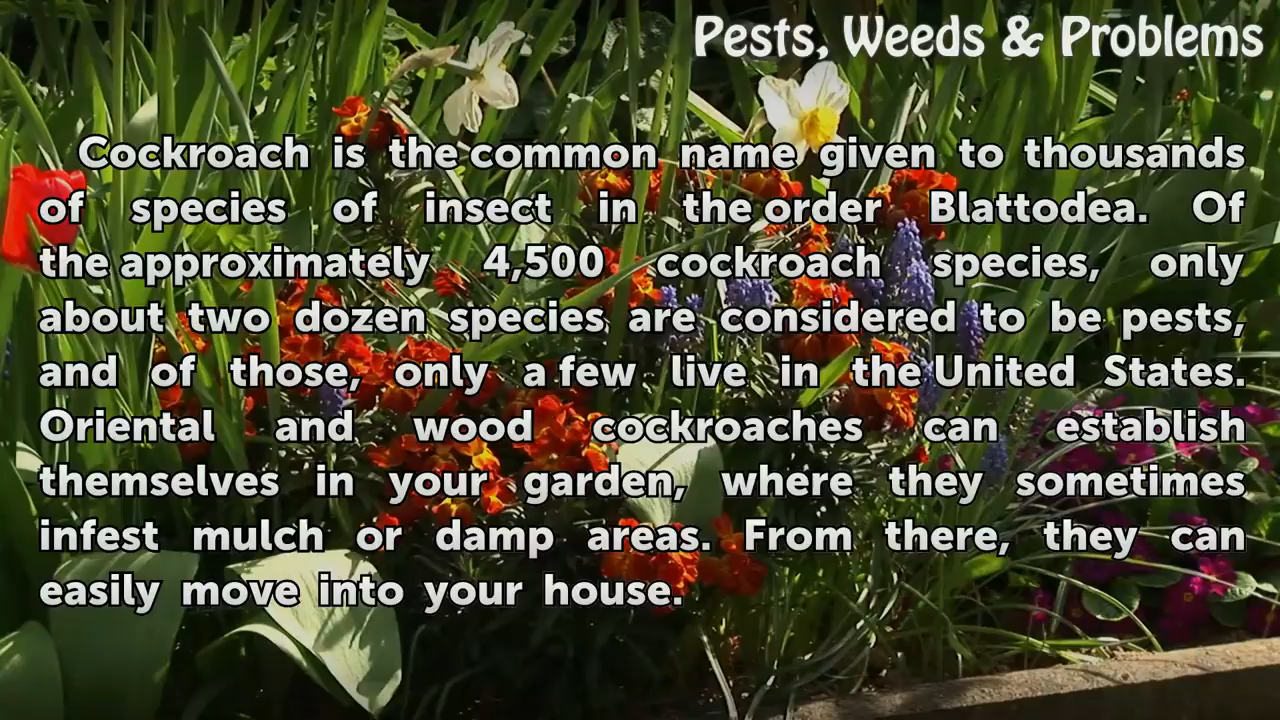 Pests, Weeds & Problems
Cockroach is the common name given to thousands
of species of insect in the order Blattodea. Of
the approximately 4,500 cockroach species, only
about two dozen species are considered to be pests,
and of those, only a few live in the United States.
Oriental and wood cockroaches can establish
themselves in your garden, where they sometimes
infest mulch or damp areas. From there, they can
easily move into your house.